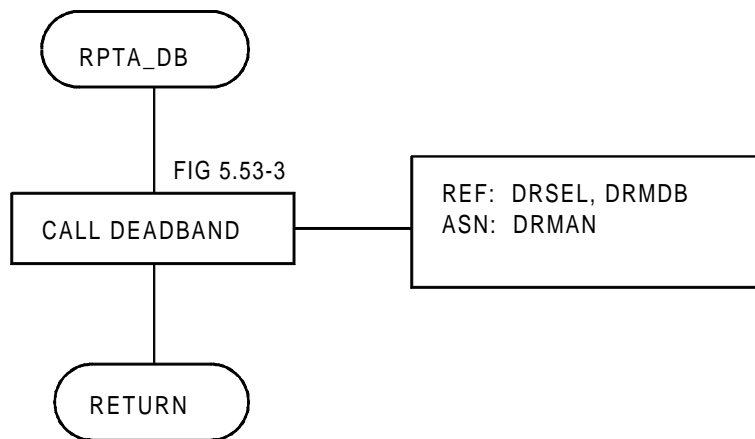 RPTA_DB
FIG 5.53-3
CALL DEADBAND
REF: DRSEL, DRMDB
ASN: DRMAN
RETURN